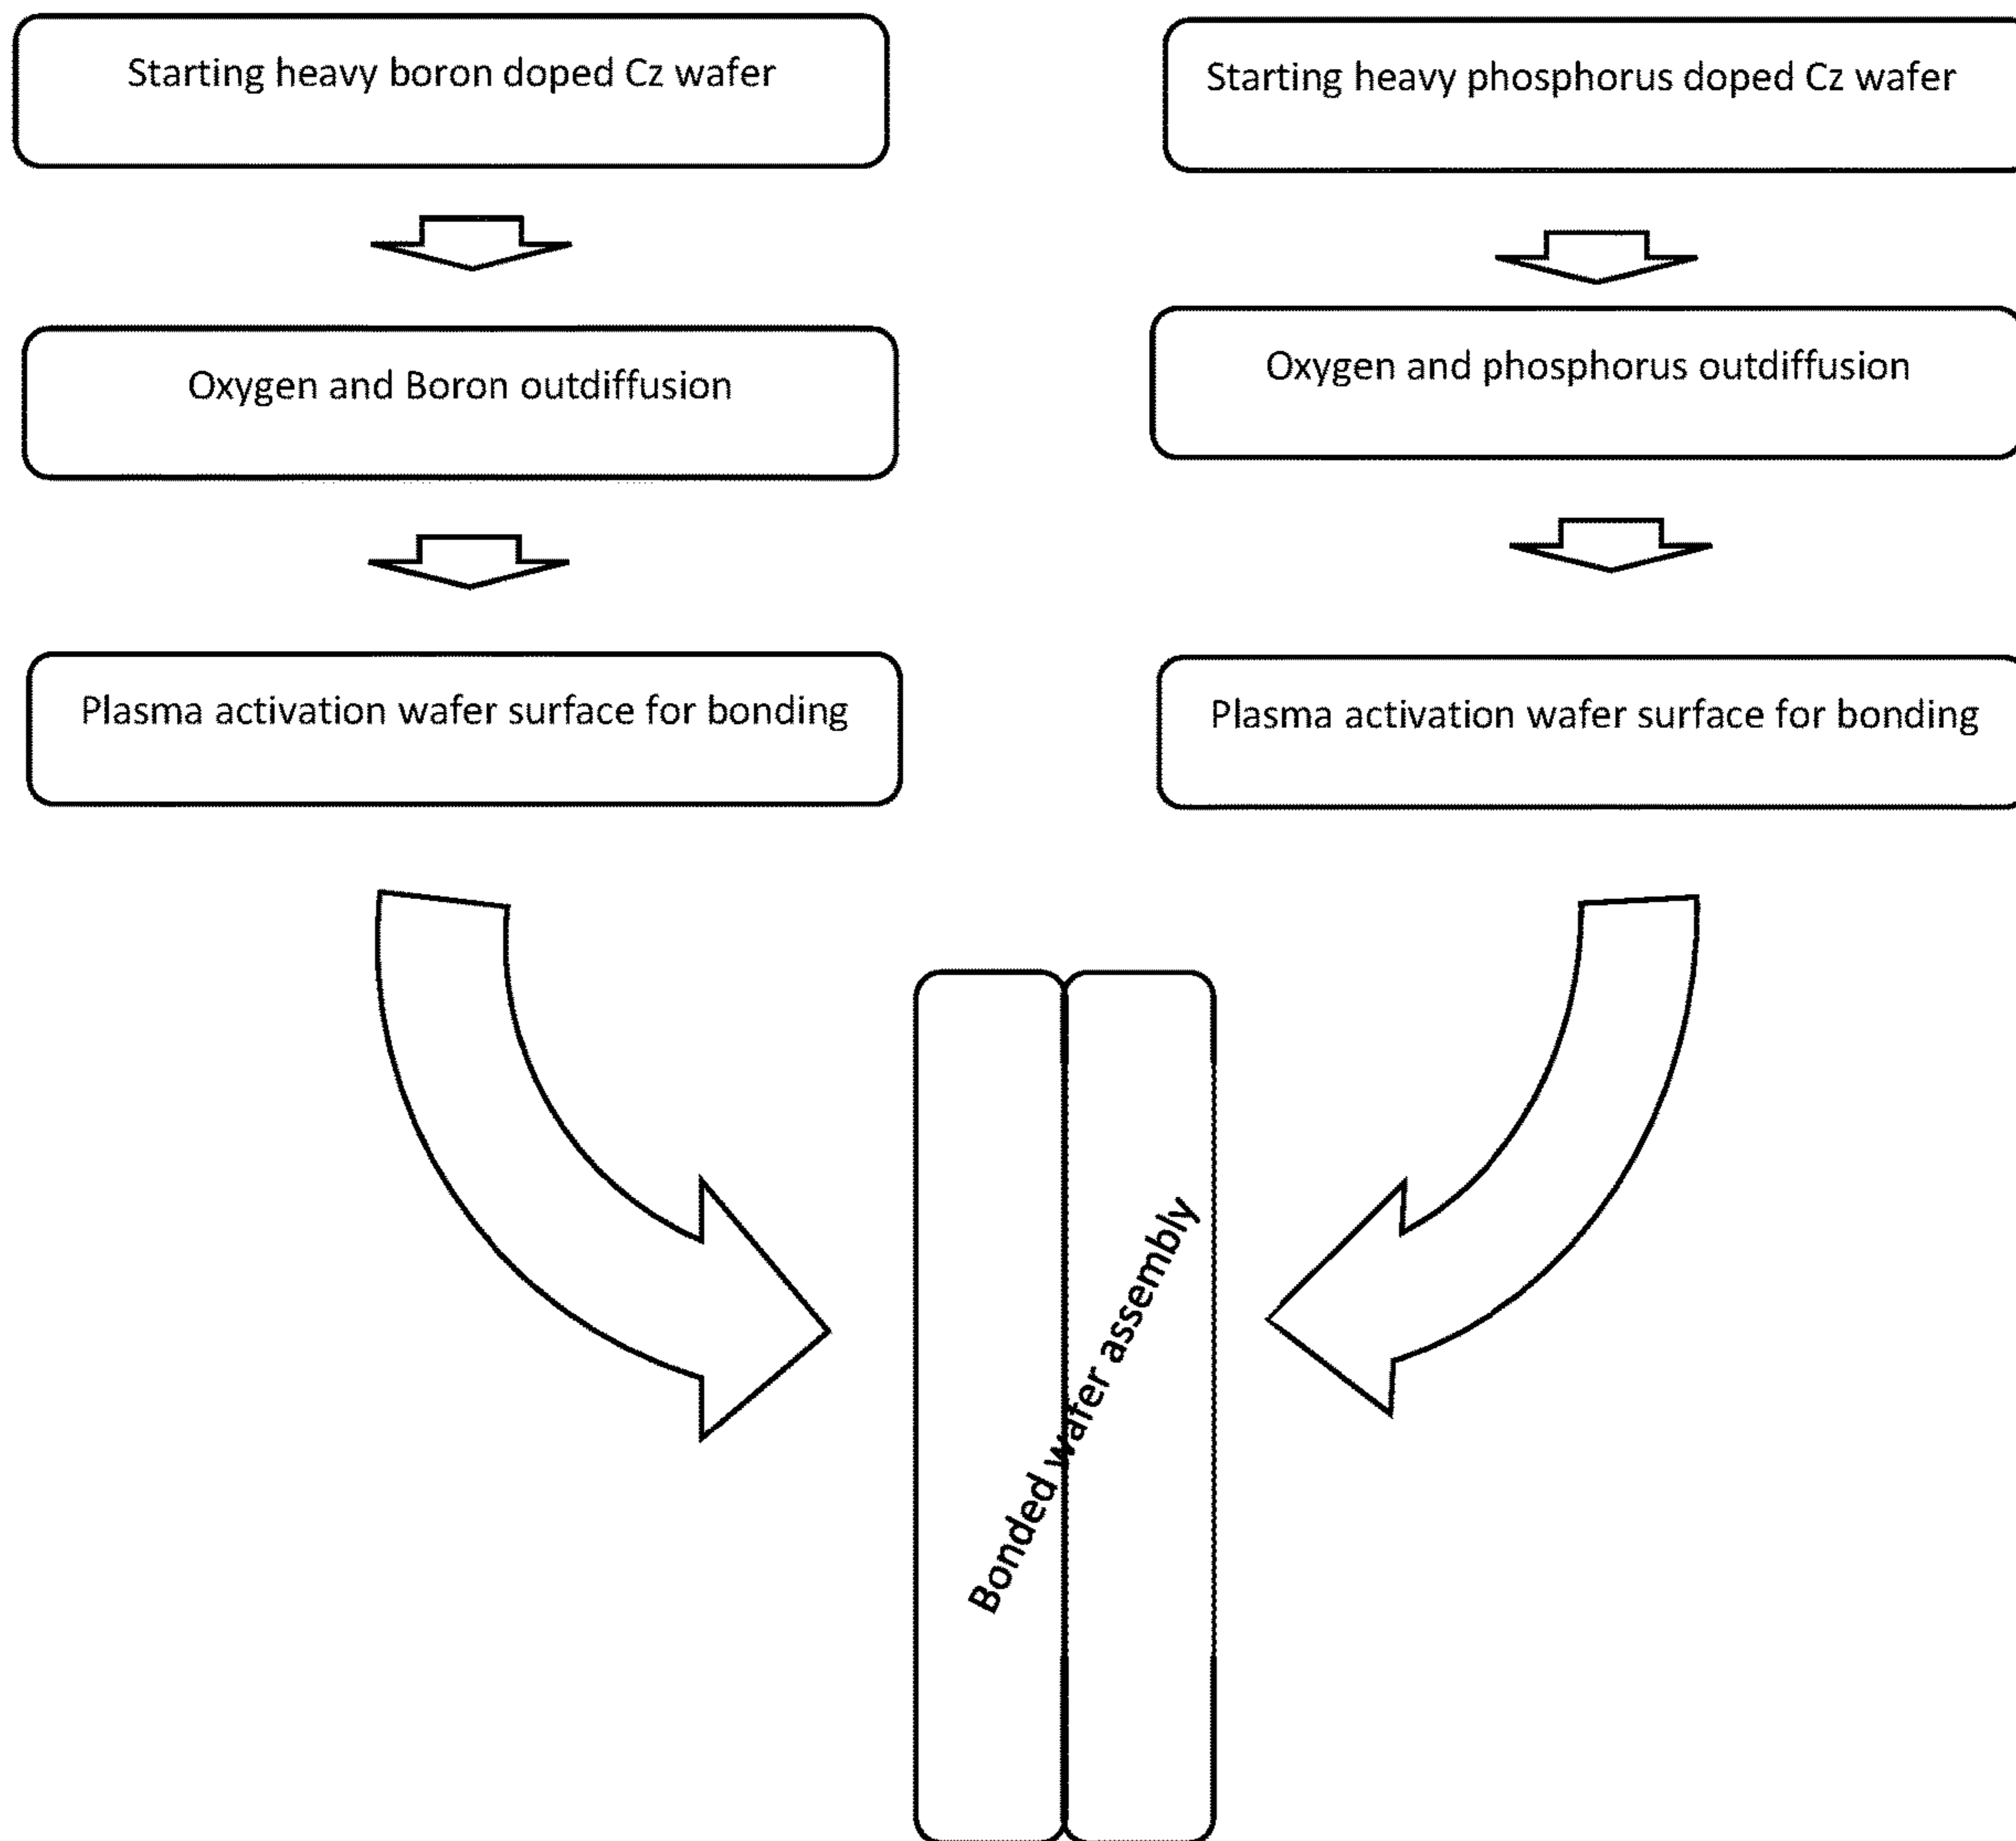 Starting heavy boron doped Cz wafer
Starting heavy phosphorus doped Cz wafer
Oxygen and Boron outdiffusion
Oxygen and phosphorus outdiffusion
Plasma activation wafer surface for bonding
Plasma activation wafer surface for bonding
Bonded wafer assembly